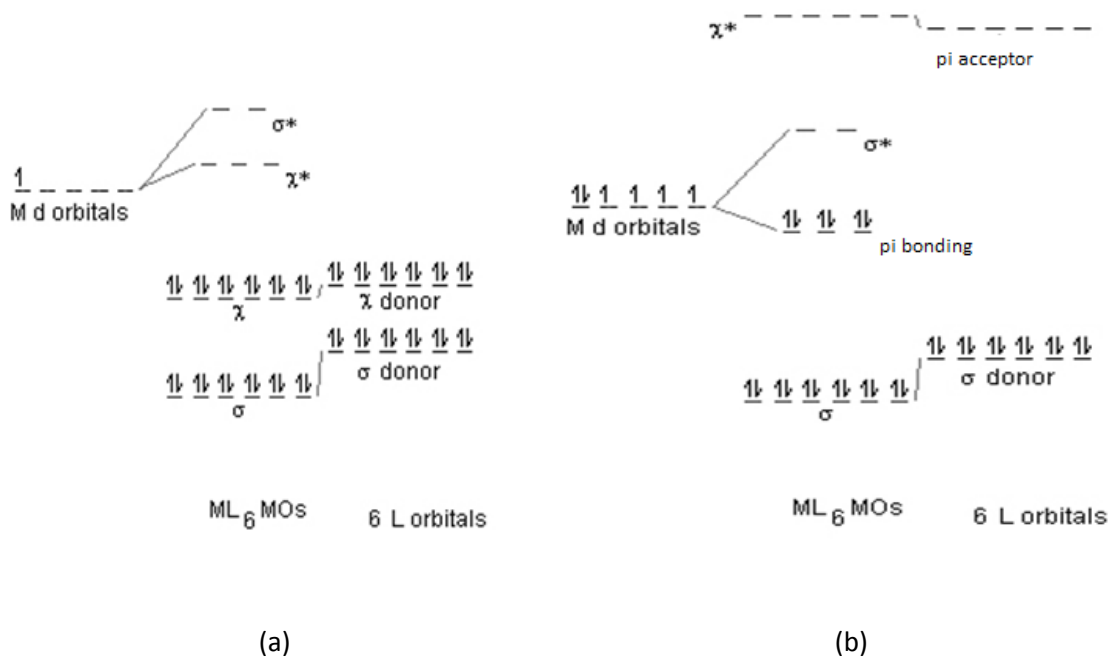 σ*
χ*
M d orbitals
χ donor
χ
σ donor
σ
ML6 MOs
6 L orbitals
(a)
χ*
pi acceptor
σ*
M d orbitals
pi bonding
σ donor
σ
ML6 MOs
6 L orbitals
(b)